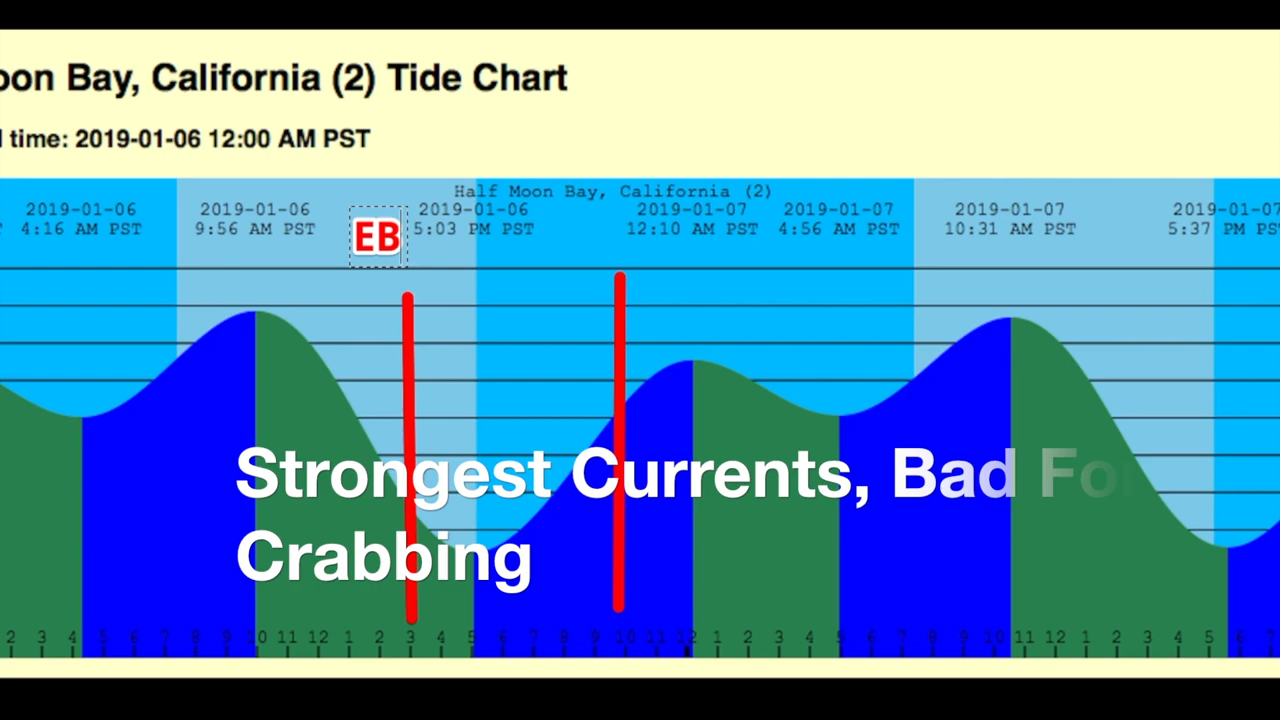 oon Bay, California (2) Tide Chart
l time: 2019-01-06 12:00 AM PST
Half Moon Bay, California (2)
2019-01-06 2019-01-06 2019-01-06 2019-01-07 2019-01-07 2019-01-07 2019-01-07
T 4:16 AM PST 9:56 AM PST 5:03 PM PST 12:10 AM PST 4:56 AM PST 10:31 AM PST 5:37 PM PS
EB
Strongest Currents, Bad For
Crabbing
2 3 4 5 6 7 8 9 10 11 12 1 2 3 4 5 6 7 8 9 10 11 12 1 2 3 4 5 6 7 8 9 10 11 12 1 2 3 4 5 6 7